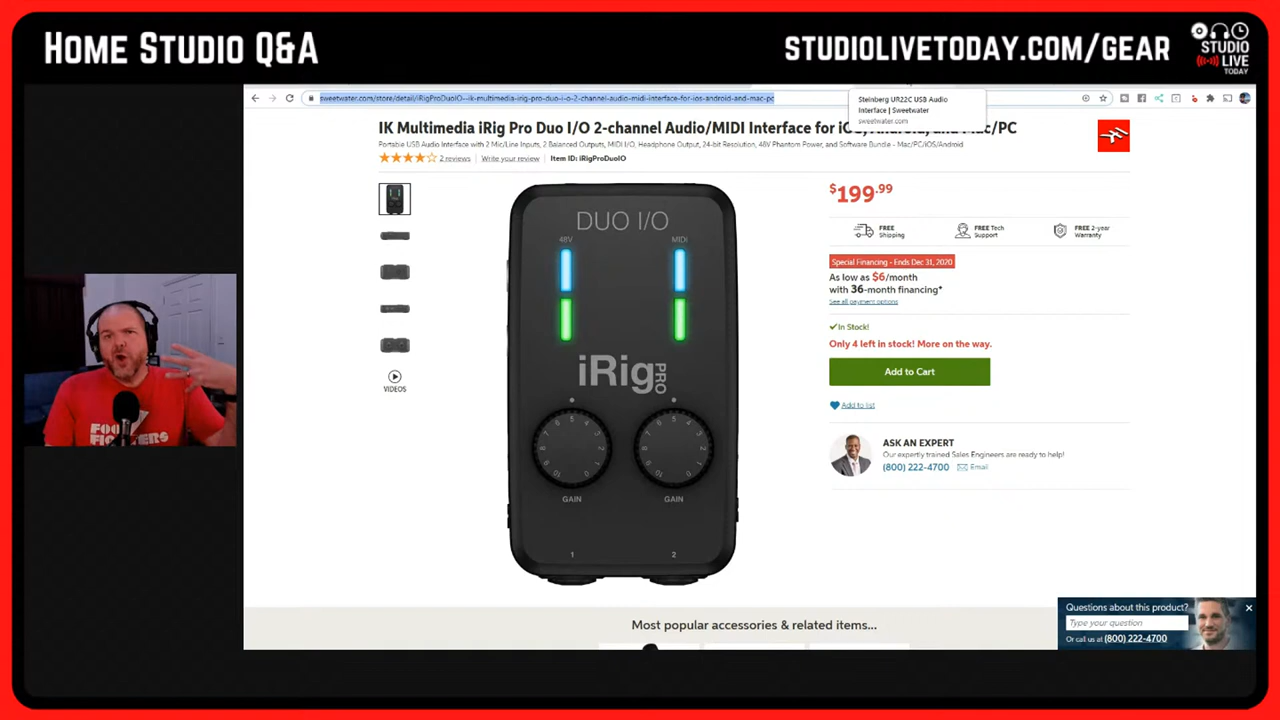 HOME STUDIO Q&A
STUDIOLIVETODAY.COM/GEAR
STUDIO
LIVE
TODAY
sweetwater.com/store/detail/iRigProDuoIO--ik-multimedia-irig-pro-duo-i-o-2-channel-audio-midi-interface-for-ios-android-and-mac-pc
Steinberg UR22C USB Audio
Interface | Sweetwater
sweetwater.com
IK Multimedia iRig Pro Duo I/O 2-channel Audio/MIDI Interface for iOS, Android, and Mac/PC
Portable USB Audio Interface with 2 Mic/Line Inputs, 2 Balanced Outputs, MIDI I/O, Headphone Output, 24-bit Resolution, 48V Phantom Power, and Software Bundle - Mac/PC/iOS/Android
2 reviews
Write your review
Item ID: iRigProDuoIO
$199.99
FREE
Shipping
FREE Tech
Support
FREE 2-year
Warranty
Special Financing - Ends Dec 31, 2020
As low as $6/month
with 36-month financing*
See all payment options
In Stock!
Only 4 left in stock! More on the way.
Add to Cart
Add to list
ASK AN EXPERT
Our expertly trained Sales Engineers are ready to help!
(800) 222-4700
Email
VIDEOS
DUO I/O
48V
MIDI
iRig PRO
5
5
GAIN
GAIN
1
2
FOO
FIGHTERS
Most popular accessories & related items...
Questions about this product?
Type your question
Or call us at (800) 222-4700